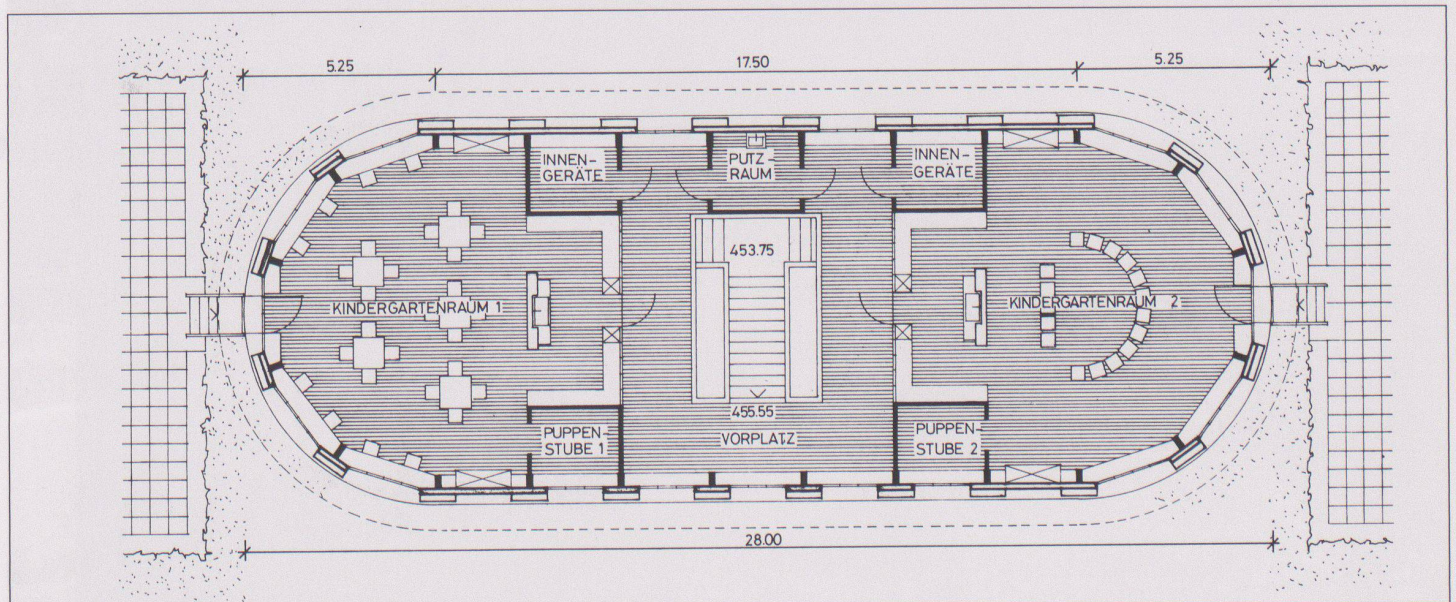 5.25
17.50
5.25
INNEN-
GERÄTE
PUTZ-
RAUM
INNEN-
GERÄTE
453.75
KINDERGARTENRAUM 1
KINDERGARTENRAUM 2
455.55
VORPLATZ
PUPPEN-
STUBE 1
PUPPEN-
STUBE 2
28.00